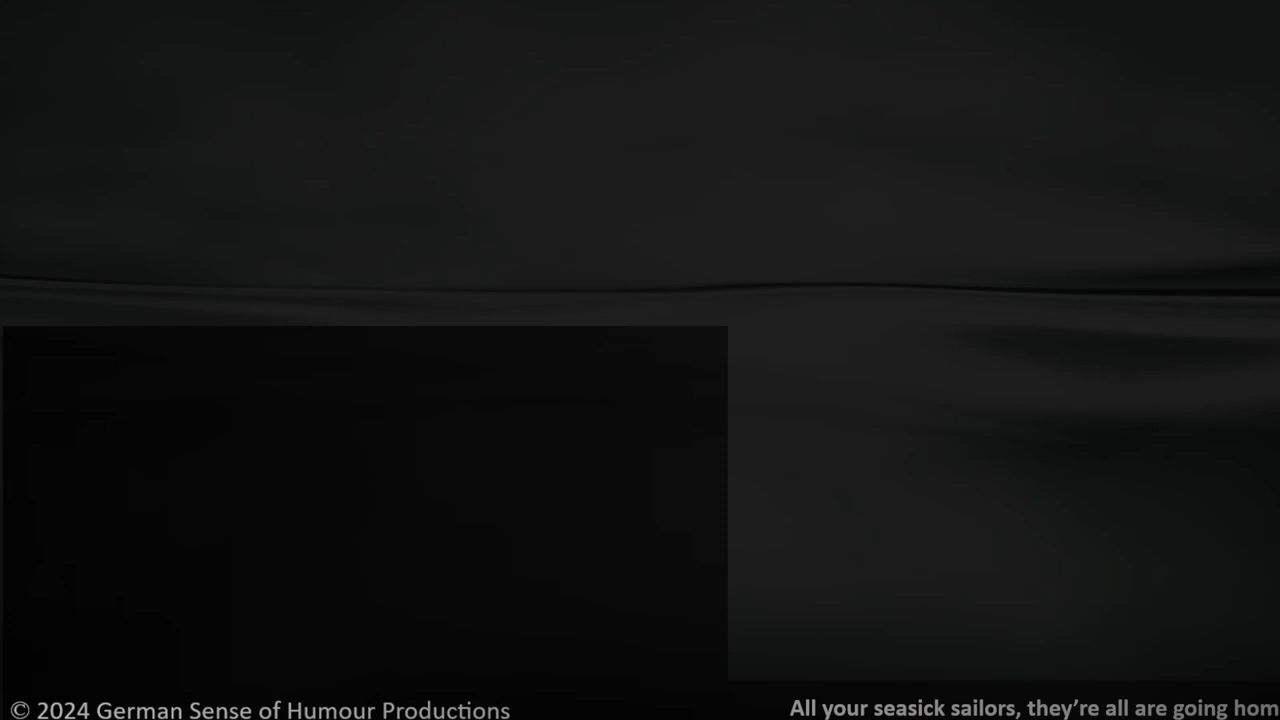 © 2024 German Sense of Humour Productions
All your seasick sailors, they’re all are going hom